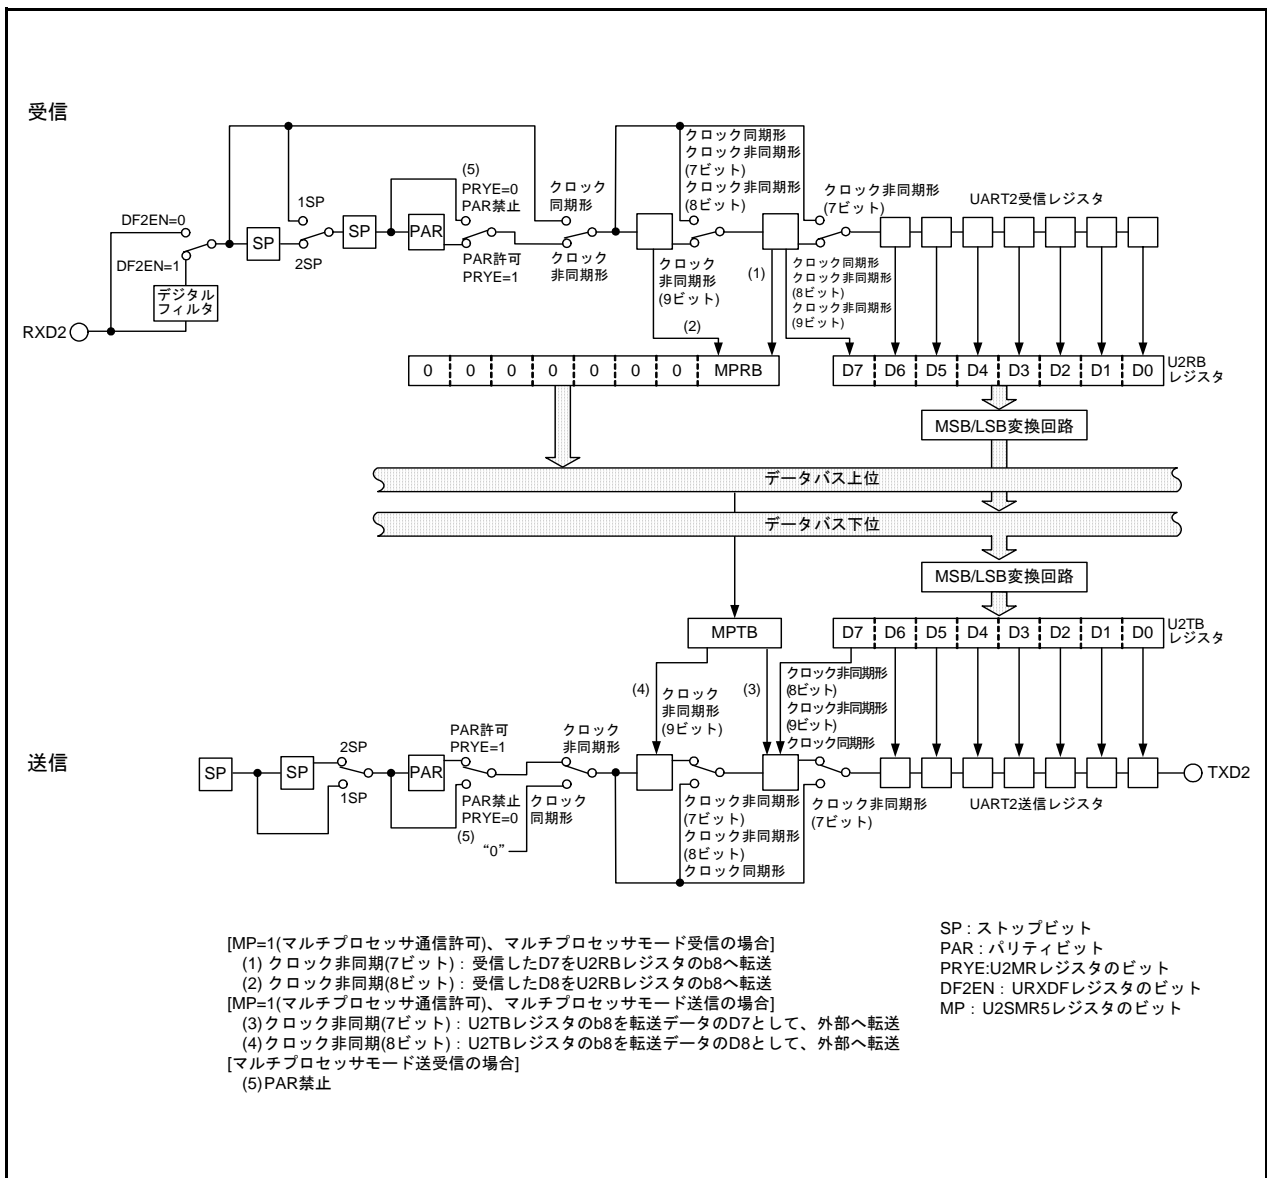 受信
DF2EN=0
DF2EN=1
デジタル
フィルタ
RXD2
SP
1SP
2SP
SP
PAR
(5)
PRYE=0
PAR禁止
PAR許可
PRYE=1
クロック
同期形
クロック
非同期形
クロック同期形
クロック非同期形
(7ビット)
クロック非同期形
(8ビット)
クロック
非同期形
(9ビット)
(2)
(1)
クロック非同期形
(7ビット)
クロック同期形
クロック非同期形
(8ビット)
クロック非同期形
(9ビット)
UART2受信レジスタ
0 0 0 0 0 0 0 MPRB
D7 D6 D5 D4 D3 D2 D1 D0
U2RB
レジスタ
MSB/LSB変換回路
データバス上位
データバス下位
MSB/LSB変換回路
MPTB
D7 D6 D5 D4 D3 D2 D1 D0
U2TB
レジスタ
(4)
クロック
非同期形
(9ビット)
(3)
クロック非同期形
(8ビット)
クロック非同期形
(9ビット)
クロック同期形
送信
SP
SP
2SP
1SP
PAR
PAR許可
PRYE=1
PAR禁止
PRYE=0
(5)
クロック
非同期形
クロック
同期形
“0”
クロック非同期形
(7ビット)
クロック非同期形
(8ビット)
クロック同期形
クロック非同期形
(7ビット)
UART2送信レジスタ
TXD2
[MP=1(マルチプロセッサ通信許可)、マルチプロセッサモード受信の場合]
(1) クロック非同期(7ビット) : 受信したD7をU2RBレジスタのb8へ転送
(2) クロック非同期(8ビット) : 受信したD8をU2RBレジスタのb8へ転送
[MP=1(マルチプロセッサ通信許可)、マルチプロセッサモード送信の場合]
(3)クロック非同期(7ビット) : U2TBレジスタのb8を転送データのD7として、外部へ転送
(4)クロック非同期(8ビット) : U2TBレジスタのb8を転送データのD8として、外部へ転送
[マルチプロセッサモード送受信の場合]
(5)PAR禁止
SP : ストップビット
PAR : パリティビット
PRYE:U2MRレジスタのビット
DF2EN : URXDFレジスタのビット
MP : U2SMR5レジスタのビット